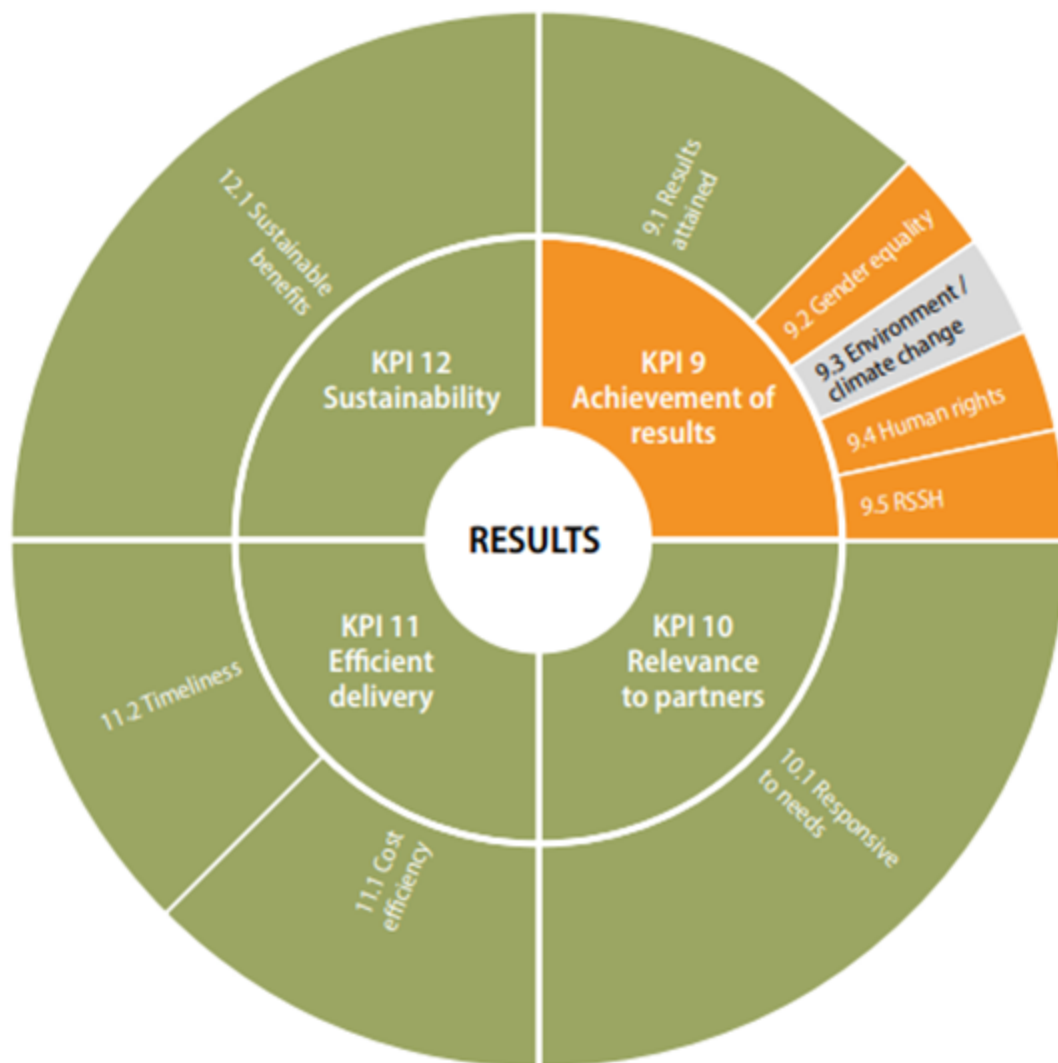 RESULTS
KPI 9
Achievement of
results
9.1 Results
attained
9.2 Gender equality
9.3 Environment /
climate change
9.4 Human rights
9.5 RSSH
KPI 10
Relevance
to partners
10.1 Responsive
to needs
KPI 11
Efficient
delivery
11.1 Cost
efficiency
11.2 Timeliness
KPI 12
Sustainability
12.1 Sustainable
benefits